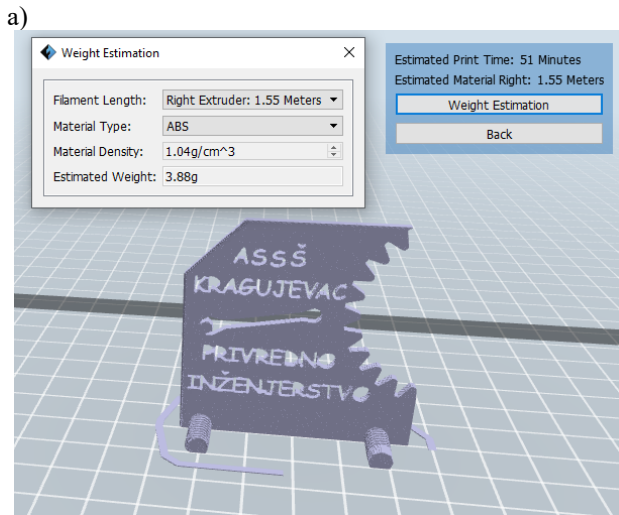 a)
Weight Estimation
Filament Length: Right Extruder: 1.55 Meters
Material Type: ABS
Material Density: 1.04g/cm^3
Estimated Weight: 3.88g
Estimated Print Time: 51 Minutes
Estimated Material Right: 1.55 Meters
Weight Estimation
Back
ASSŠ
KRAGUJEVAC
PRIVREDNO
INŽENJERSTVO